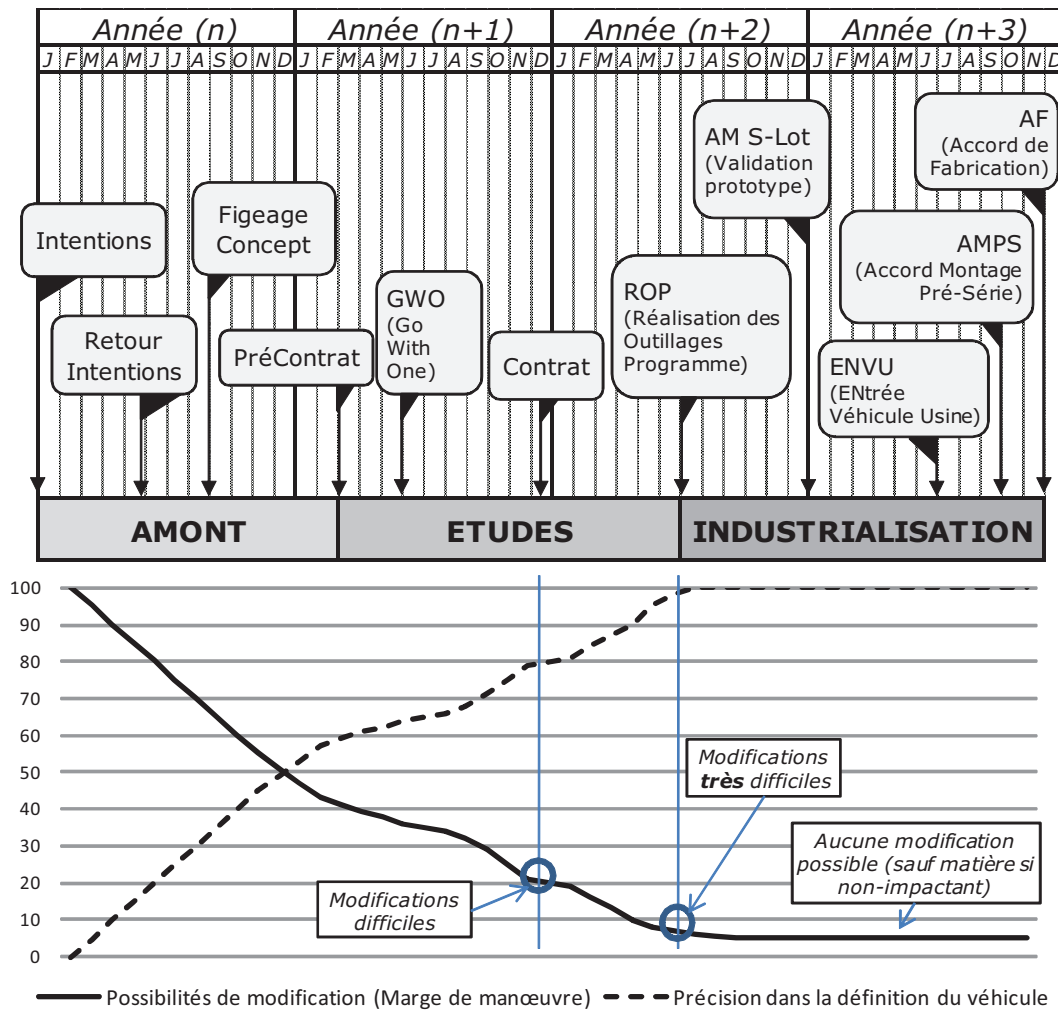 Année (n) Année (n+1) Année (n+2) Année (n+3)
J F M A M J J A S O N D J F M A M J J A S O N D J F M A M J J A S O N D J F M A M J J A S O N D
Intentions
Retour
Intentions
Figeage
Concept
PréContrat
GWO
(Go
With
One)
Contrat
ROP
(Réalisation des
Outillages
Programme)
AM S-Lot
(Validation
prototype)
ENVU
(ENtrée
Véhicule Usine)
AMPS
(Accord Montage
Pré-Série)
AF
(Accord de
Fabrication)
AMONT ETUDES INDUSTRIALISATION
100
90
80
70
60
50
40
30
20
10
0
Modifications
difficiles
Modifications
très difficiles
Aucune modification
possible (sauf matière si
non-impactant)
Possibilités de modification (Marge de manœuvre) Précision dans la définition du véhicule